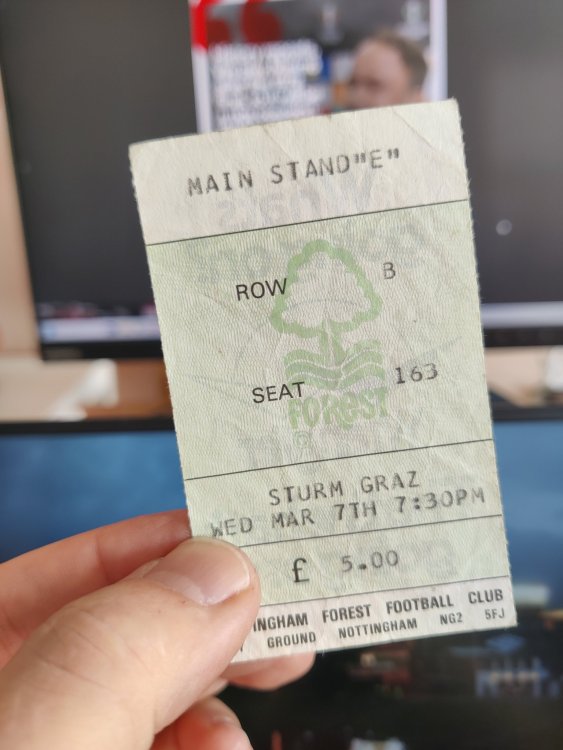 MAIN STAND"E"
ROW B
SEAT 163
FOREST
STURM GRAZ
WED MAR 7TH 7:30PM
£ 5.00
INGHAM FOREST FOOTBALL CLUB
GROUND NOTTINGHAM NG2 5FJ